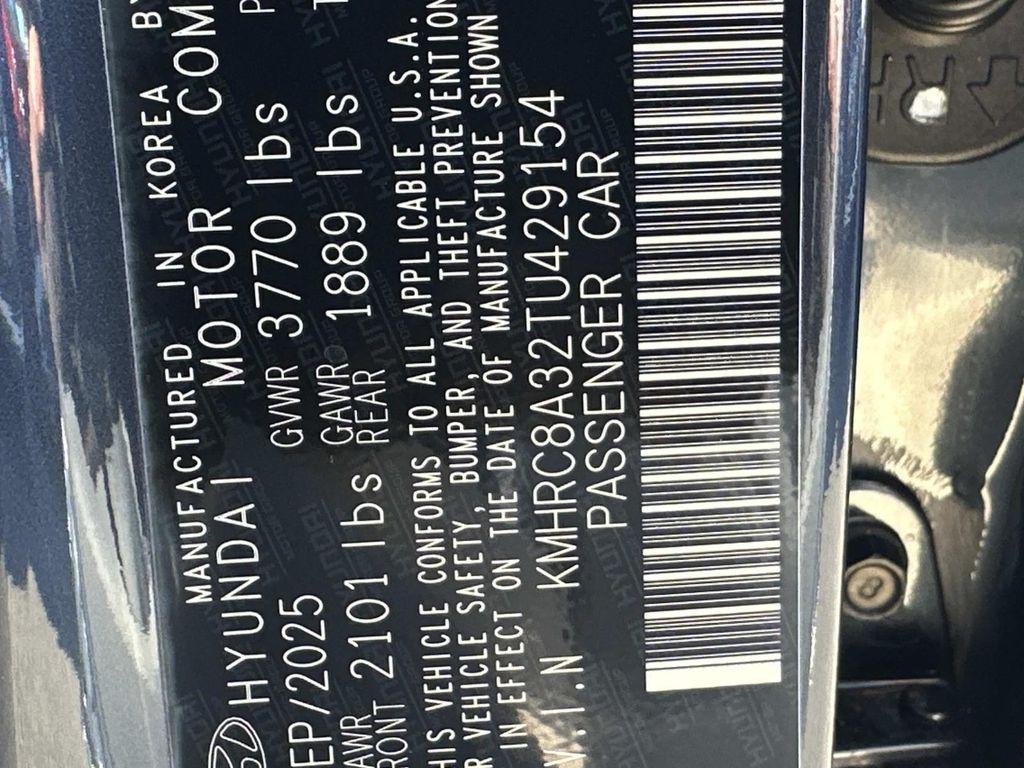 MANUFACTURED IN KOREA BY
HYUNDAI MOTOR COM
EP/2025 GVWR 3770 lbs
AWR GAWR
RONT 2101 lbs REAR 1889 lbs
HIS VEHICLE CONFORMS TO ALL APPLICABLE U.S.A.
R VEHICLE SAFETY, BUMPER, AND THEFT PREVENTION
IN EFFECT ON THE DATE OF MANUFACTURE SHOWN
V.I.N KMHRC8A32TU429154
PASSENGER CAR
8